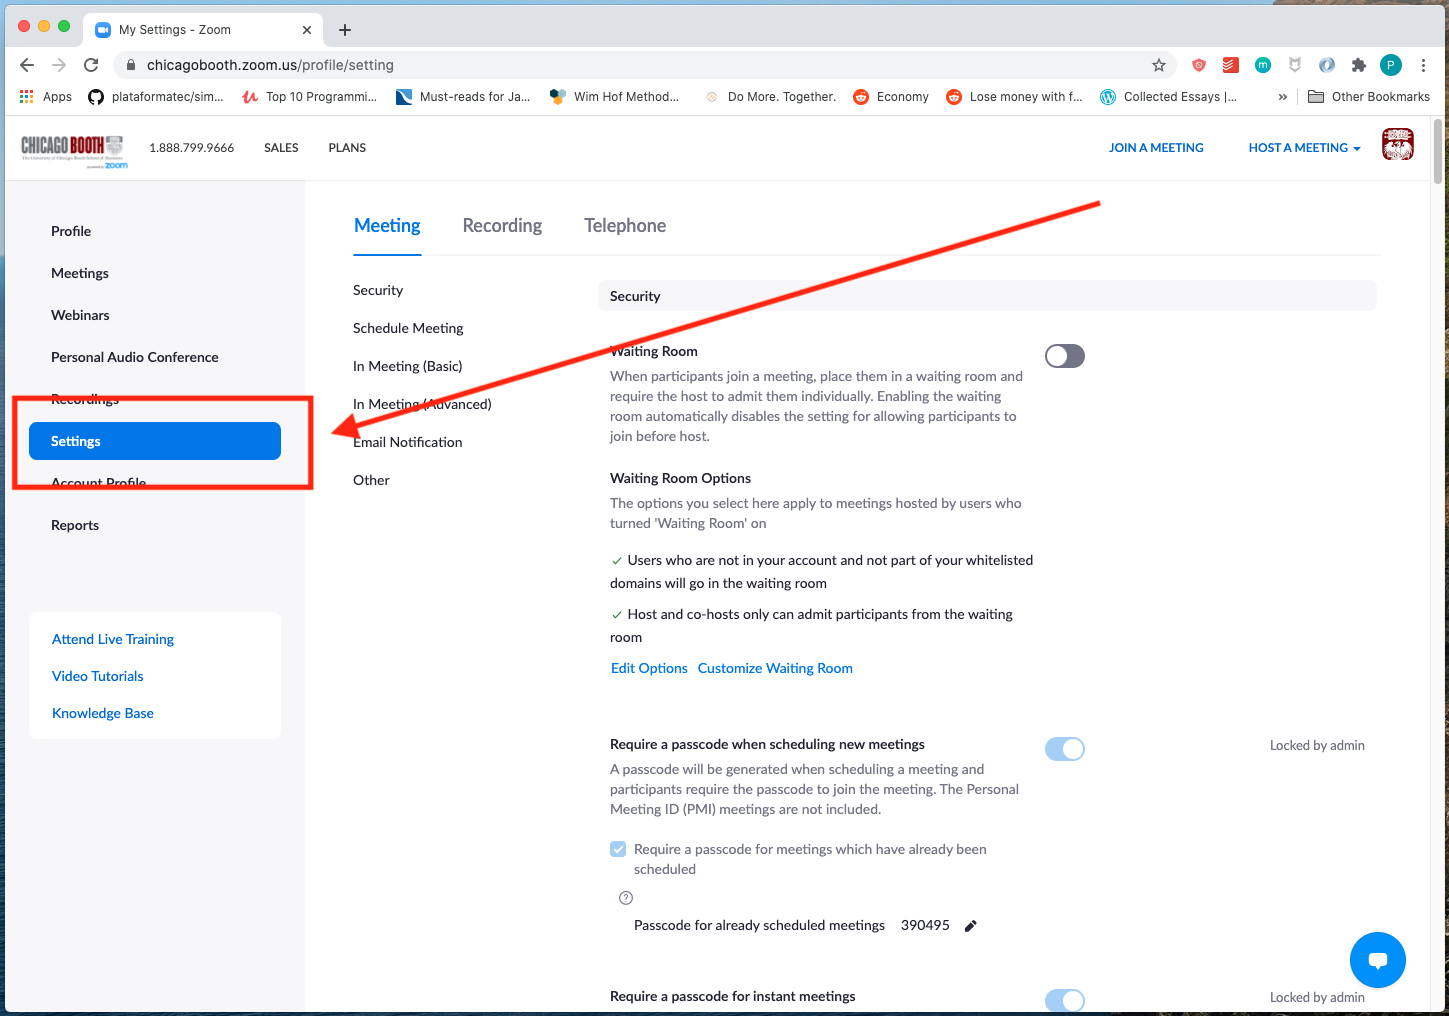 My Settings - Zoom
chicagobooth.zoom.us/profile/setting
m
P
Apps
plataformatec/sim...
Top 10 Programmi...
Must-reads for Ja...
Wim Hof Method...
Do More. Together.
Economy
Lose money with f...
Collected Essays |...
»
Other Bookmarks
CHICAGO BOOTH
The University of Chicago Booth School of Business
powered by zoom
1.888.799.9666
SALES
PLANS
JOIN A MEETING
HOST A MEETING
Profile
Meetings
Webinars
Personal Audio Conference
Recordings
Settings
Account Profile
Reports
Attend Live Training
Video Tutorials
Knowledge Base
Meeting
Recording
Telephone
Security
Schedule Meeting
In Meeting (Basic)
In Meeting (Advanced)
Email Notification
Other
Security
Waiting Room
When participants join a meeting, place them in a waiting room and
require the host to admit them individually. Enabling the waiting
room automatically disables the setting for allowing participants to
join before host.
Waiting Room Options
The options you select here apply to meetings hosted by users who
turned 'Waiting Room' on
Users who are not in your account and not part of your whitelisted
domains will go in the waiting room
Host and co-hosts only can admit participants from the waiting
room
Edit Options Customize Waiting Room
Require a passcode when scheduling new meetings
Locked by admin
A passcode will be generated when scheduling a meeting and
participants require the passcode to join the meeting. The Personal
Meeting ID (PMI) meetings are not included.
Require a passcode for meetings which have already been
scheduled
?
Passcode for already scheduled meetings 390495
Require a passcode for instant meetings
Locked by admin